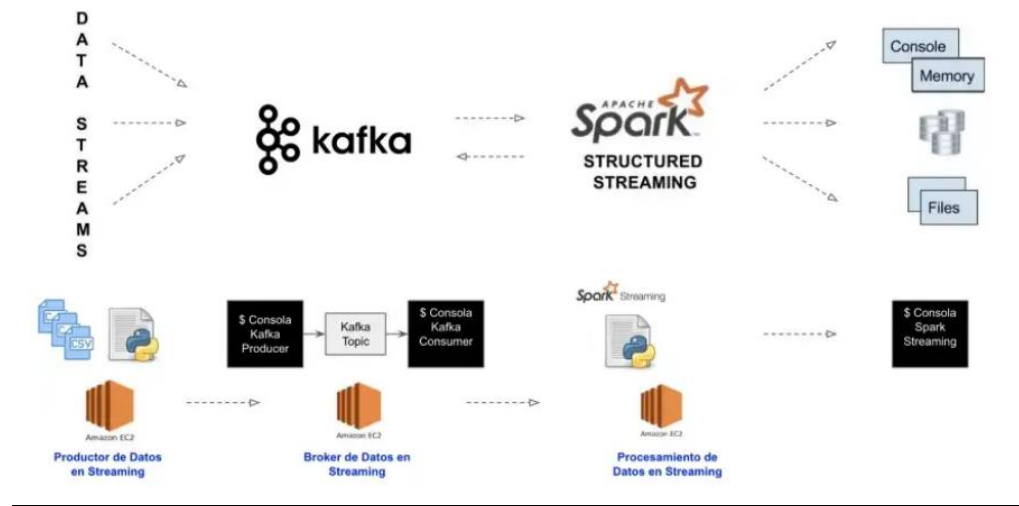 DATA STREAMS
kafka
APACHE
Spark
STRUCTURED
STREAMING
Console
Memory
Files
CSV
$ Consola
Kafka
Producer
Kafka
Topic
$ Consola
Kafka
Consumer
Spark Streaming
$ Consola
Spark
Streaming
Amazon EC2
Productor de Datos
en Streaming
Amazon EC2
Broker de Datos en
Streaming
Amazon EC2
Procesamiento de
Datos en Streaming